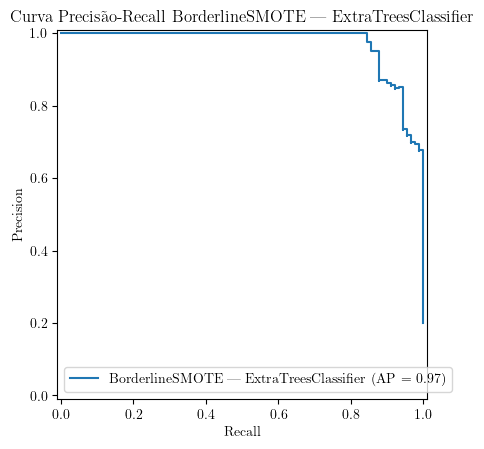 Curva Precisão-Recall BorderlineSMOTE — ExtraTreesClassifier
1.0
0.8
0.6
0.4
0.2
0.0
Precision
0.0 0.2 0.4 0.6 0.8 1.0
Recall
BorderlineSMOTE — ExtraTreesClassifier (AP = 0.97)